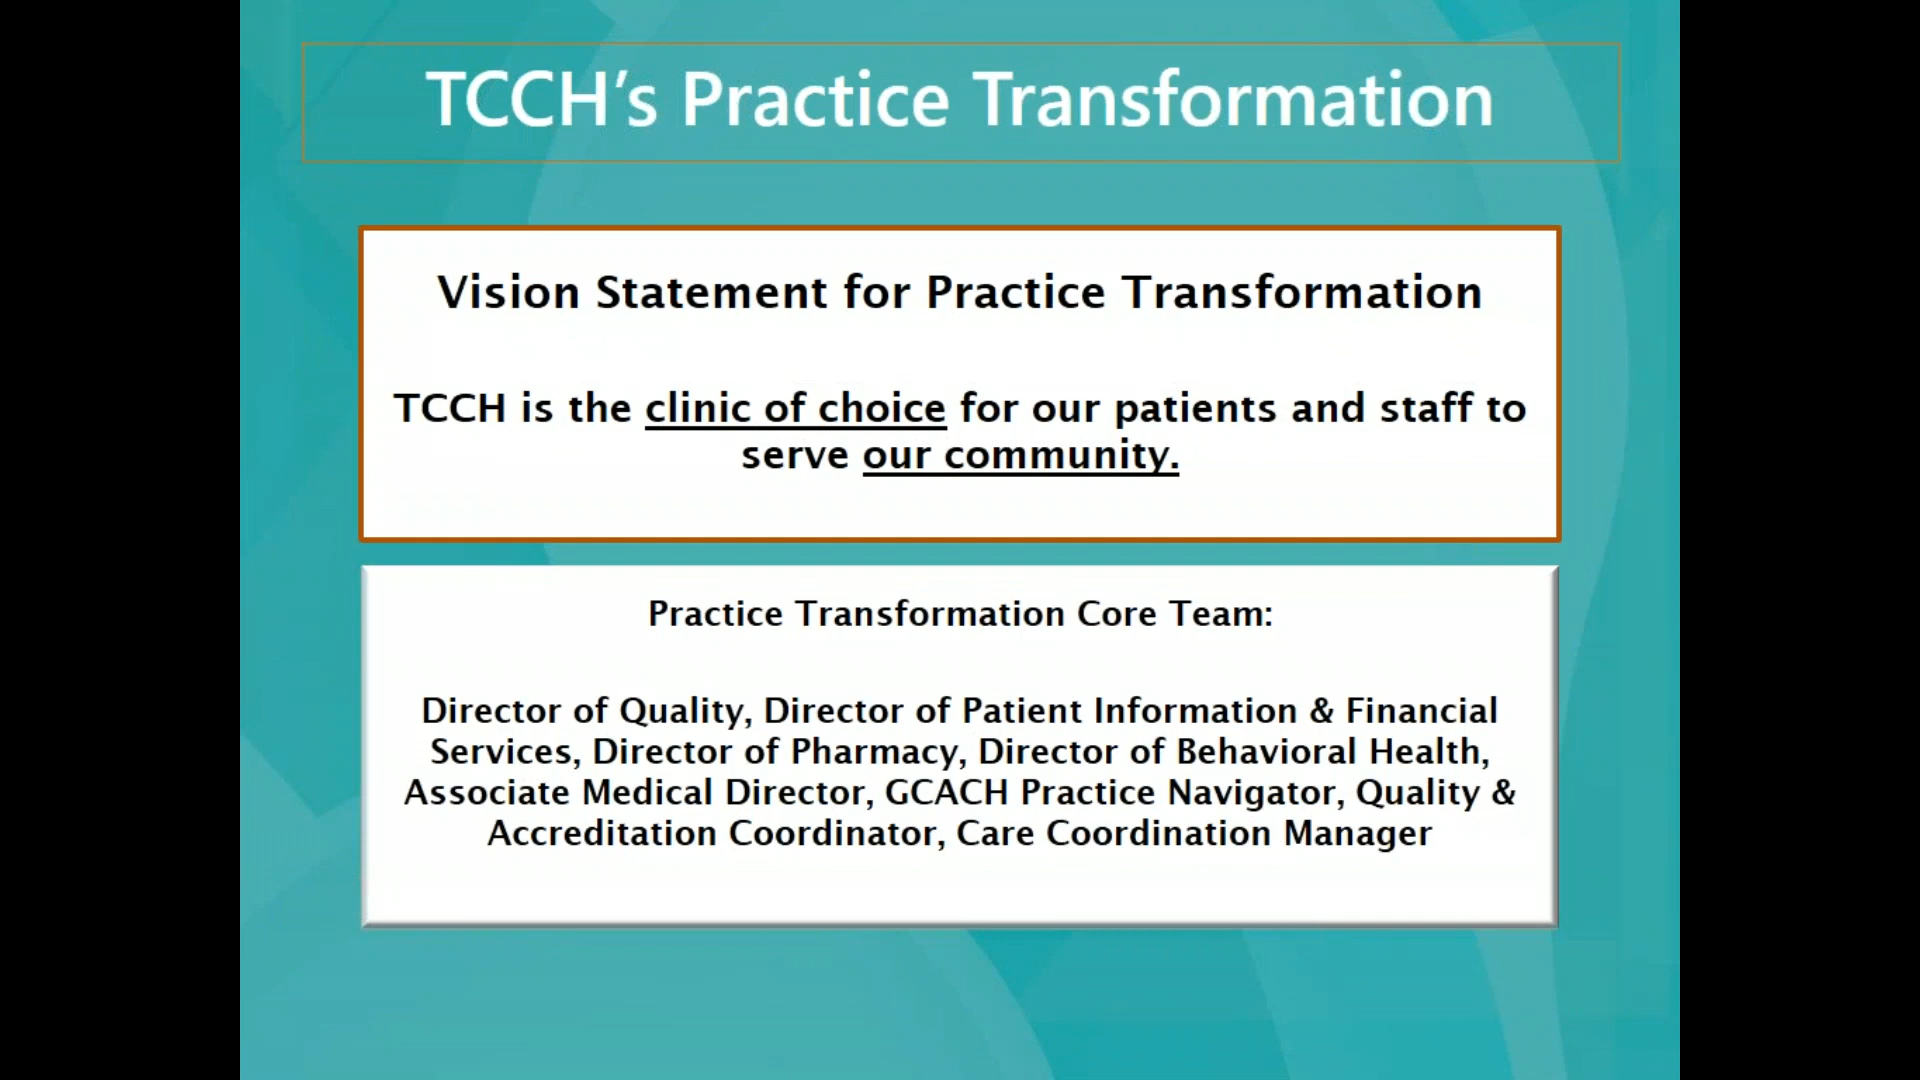 TCCH's Practice Transformation
Vision Statement for Practice Transformation
TCCH is the clinic of choice for our patients and staff to
serve our community.
Practice Transformation Core Team:
Director of Quality, Director of Patient Information & Financial
Services, Director of Pharmacy, Director of Behavioral Health,
Associate Medical Director, GCACH Practice Navigator, Quality &
Accreditation Coordinator, Care Coordination Manager